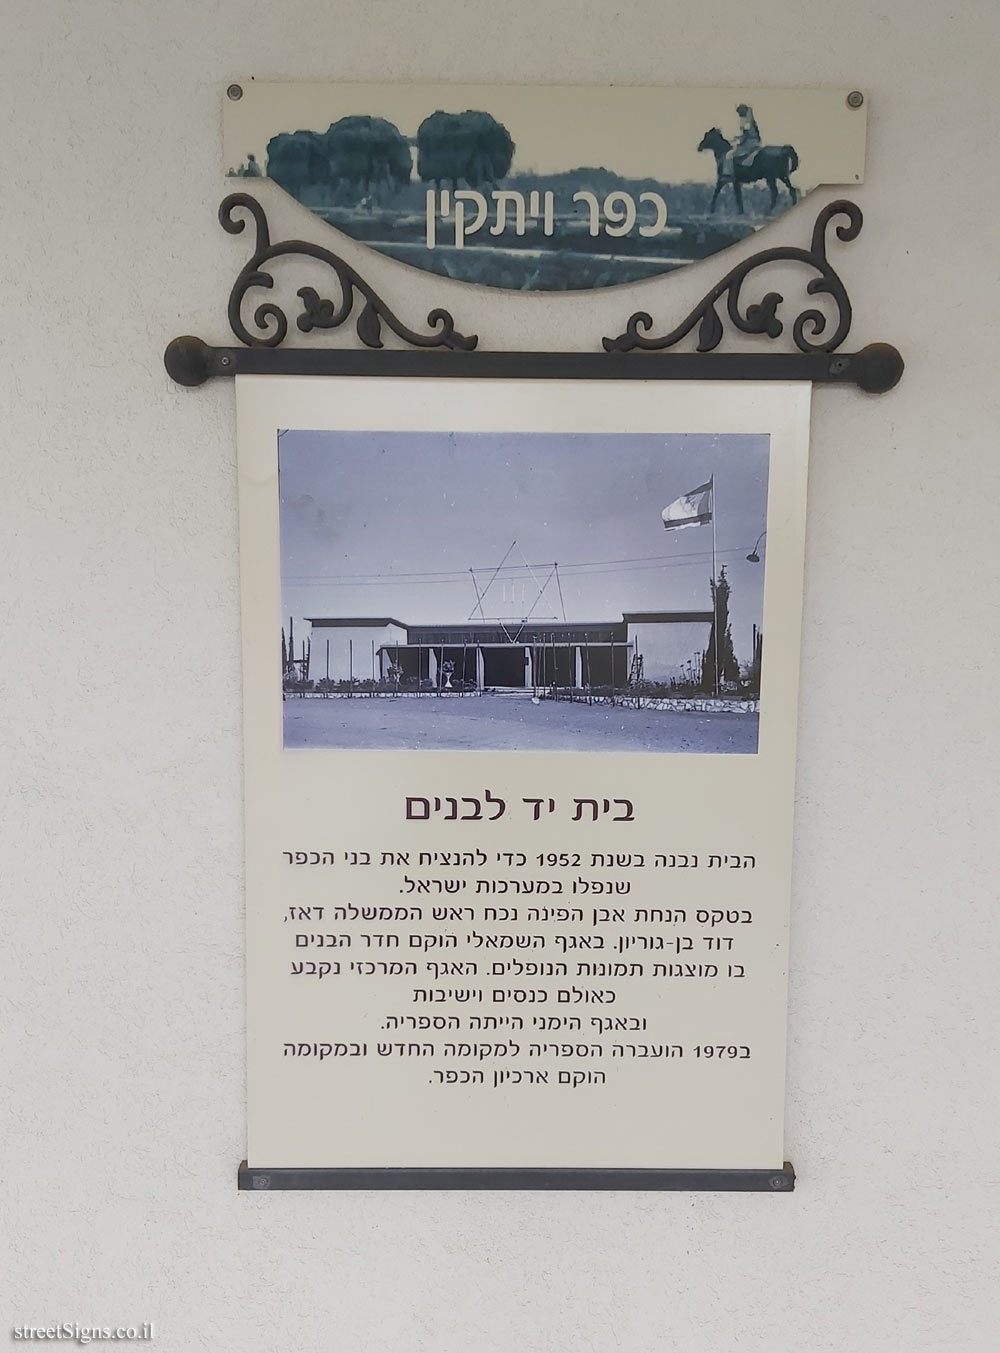 כפר ויתקין
בית יד לבנים
הבית נבנה בשנת 1952 כדי להנציח את בני הכפר
שנפלו במערכות ישראל.
בטקס הנחת אבן הפינה נכח ראש הממשלה דאז,
דוד בן-גוריון. באגף השמאלי הוקם חדר הבנים
בו מוצגות תמונות הנופלים. האגף המרכזי נקבע
כאולם כנסים וישיבות
ובאגף הימני הייתה הספריה.
ב1979 הועברה הספריה למקומה החדש ובמקומה
הוקם ארכיון הכפר.
streetSigns.co.il